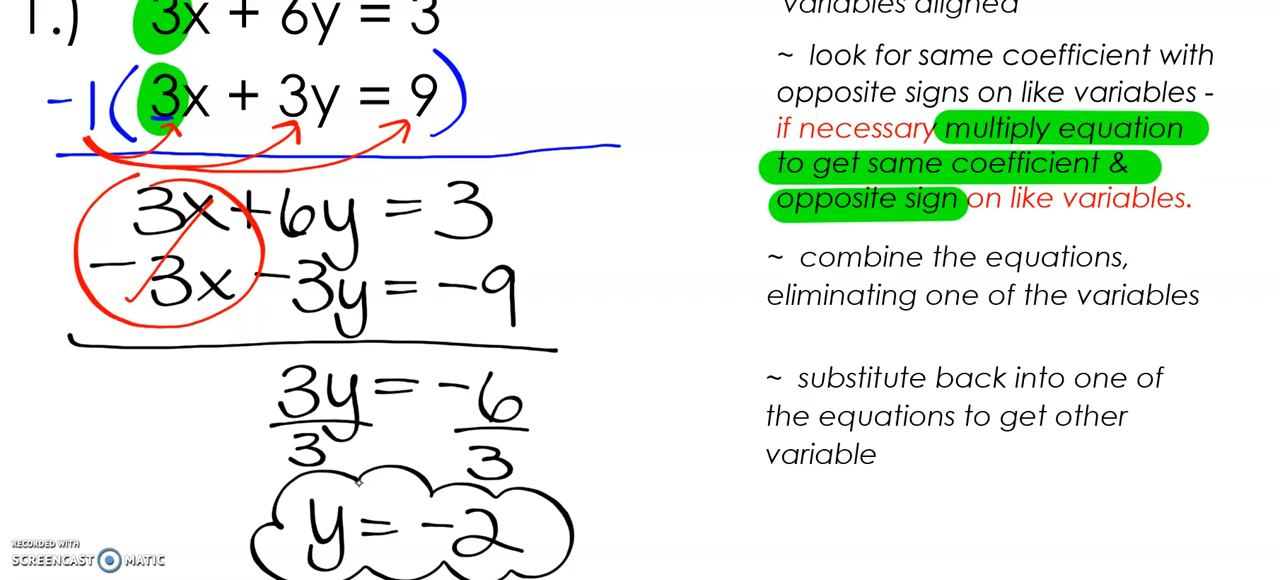 1.) 3x + 6y = 3
-1( 3x + 3y = 9 )
3x + 6y = 3
- 3x - 3y = -9
3y = -6
3 3
y = -2
variables aligned
~ look for same coefficient with
opposite signs on like variables -
if necessary multiply equation
to get same coefficient &
opposite sign on like variables.
~ combine the equations,
eliminating one of the variables
~ substitute back into one of
the equations to get other
variable
RECORDED WITH
SCREENCAST MATIC